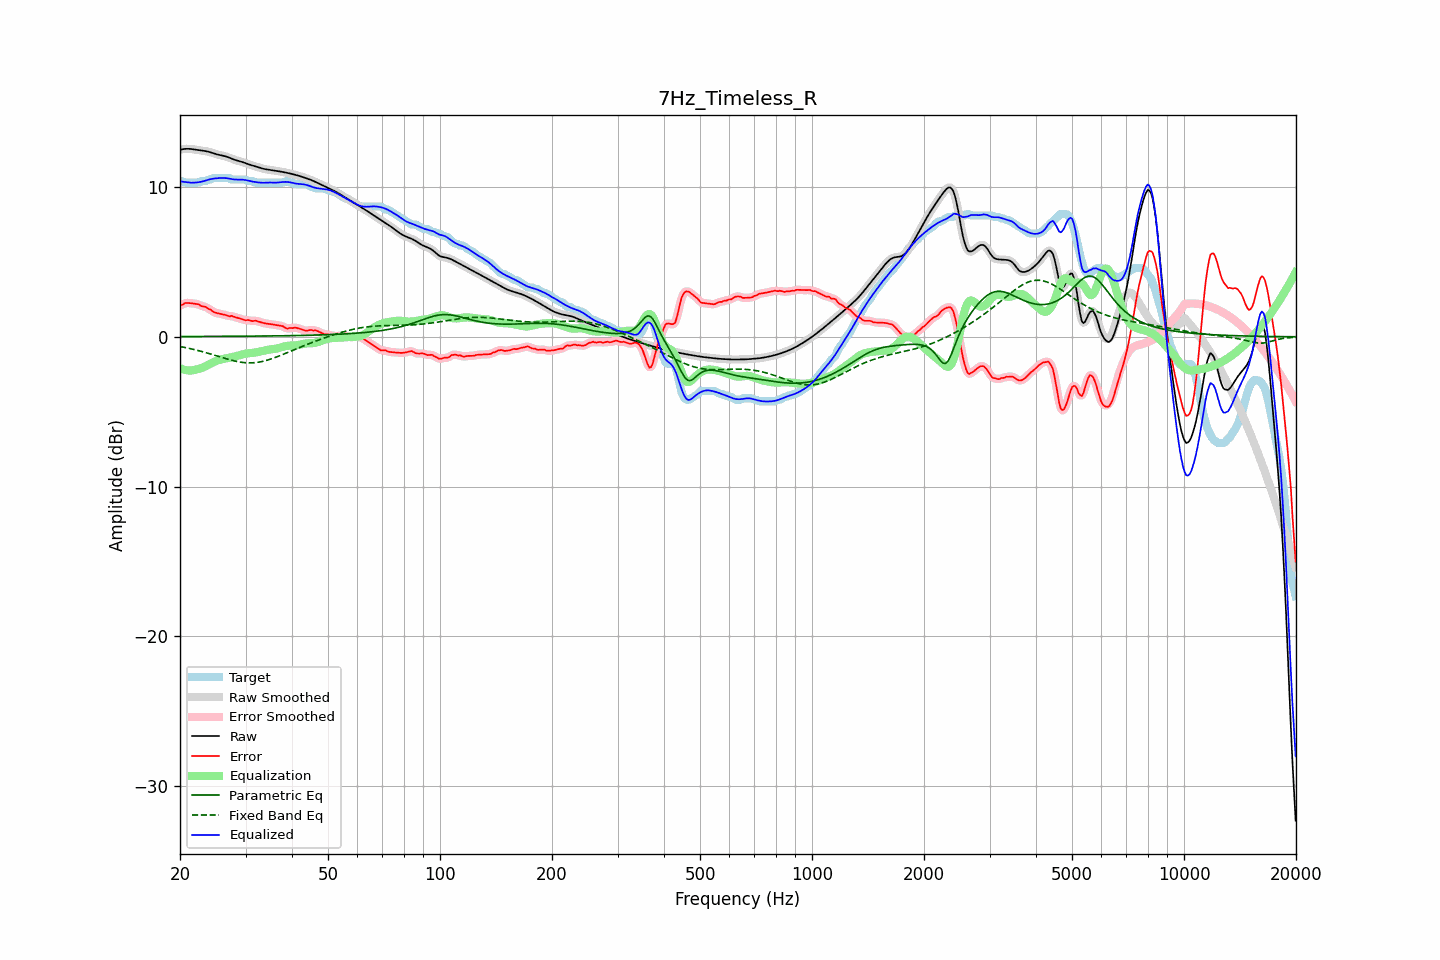 7Hz_Timeless_R
10
0
−10
−20
−30
Amplitude (dBr)
Target
Raw Smoothed
Error Smoothed
Raw
Error
Equalization
Parametric Eq
Fixed Band Eq
Equalized
20 50 100 200 500 1000 2000 5000 10000 20000
Frequency (Hz)